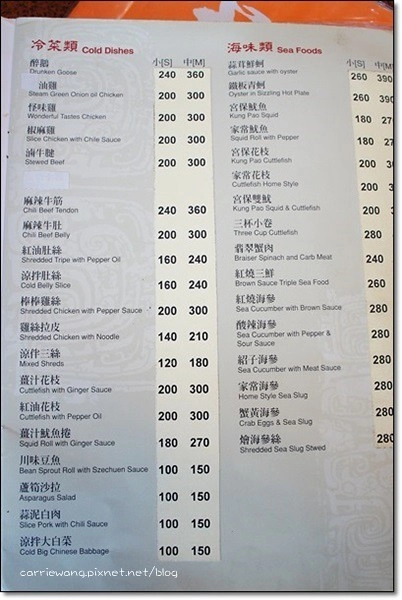 冷菜類 Cold Dishes 小[S] 中[M]
醉鵝
Drunken Goose 240 360
油雞
Steam Green Onion oil Chicken 200 300
怪味雞
Wonderful Tastes Chicken 200 300
椒麻雞
Slice Chicken with Chile Sauce 200 300
滷牛腱
Stewed Beef 200 300
麻辣牛筋
Chili Beef Tendon 240 360
麻辣牛肚
Chili Beef Belly 200 300
紅油肚絲
Shredded Tripe with Pepper Oil 160 240
涼拌肚絲
Cold Belly Slice 160 240
棒棒雞絲
Shredded Chicken with Pepper Sauce 200 300
雞絲拉皮
Shredded Chicken with Noodle 140 210
涼拌三絲
Mixed Shreds 120 180
薑汁花枝
Cuttlefish with Ginger Sauce 200 300
紅油花枝
Cuttlefish with Pepper Oil 200 300
薑汁魷魚捲
Squid Roll with Ginger Sauce 180 270
川味豆魚
Bean Sprout Roll with Szechuen Sauce 100 150
蘆筍沙拉
Asparagus Salad 100 150
蒜泥白肉
Slice Pork with Chili Sauce 100 150
涼拌大白菜
Cold Big Chinese Babbage 100 150
海味類 Sea Foods 小[S] 中[M]
蒜茸鮮蚵
Garlic sauce with oyster 260 390
鐵板青蚵
Oyster in Sizzling Hot Plate 260 390
宮保魷魚
Kung Pao Squid 180 270
家常魷魚
Squid Roll with Pepper 180 270
宮保花枝
Kung Pao Cuttlefish 200
家常花枝
Cuttlefish Home Style 200
宮保雙魷
Kung Pao Squid & Cuttlefish 200
三杯小卷
Three Cup Cuttlefish 200
翡翠蟹肉
Braiser Spinach and Carb Meat 240
紅燒三鮮
Brown Sauce Triple Sea Food 260
紅燒海參
Sea Cucumber with Brown Sauce 280
酸辣海參
Sea Cucumber with Pepper &
Sour Sauce 280
紹子海參
Sea Cucumber with Meat Sauce 280
家常海參
Home Style Sea Slug 280
蟹黃海參
Crab Eggs & Sea Slug 280
燴海參絲
Shredded Sea Slug Stwed 280
carriewang.pixnet.net/blog